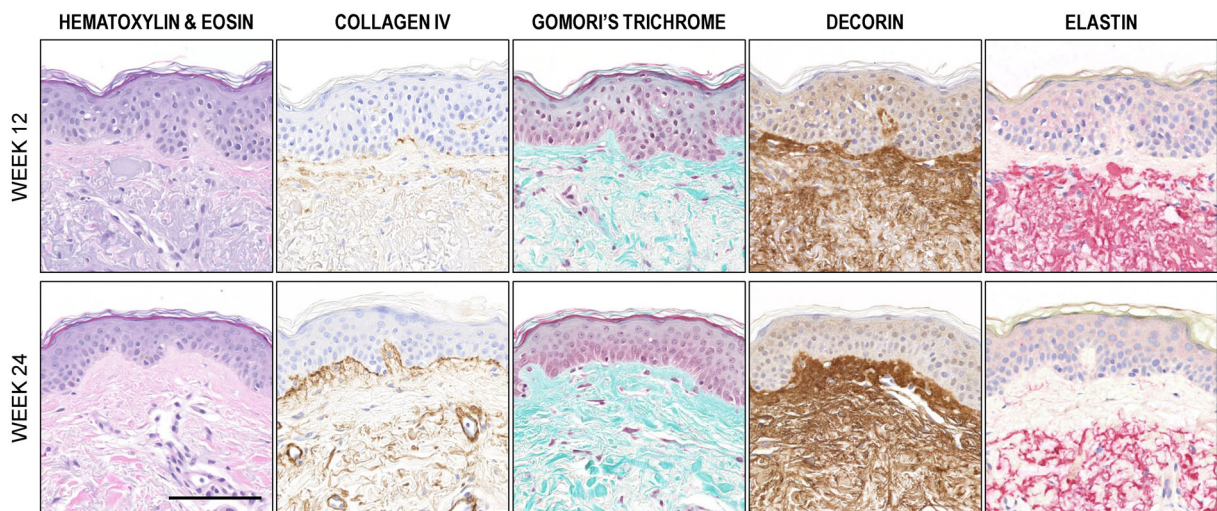 HEMATOXYLIN & EOSIN
COLLAGEN IV
GOMORI'S TRICHROME
DECORIN
ELASTIN
WEEK 12
WEEK 24